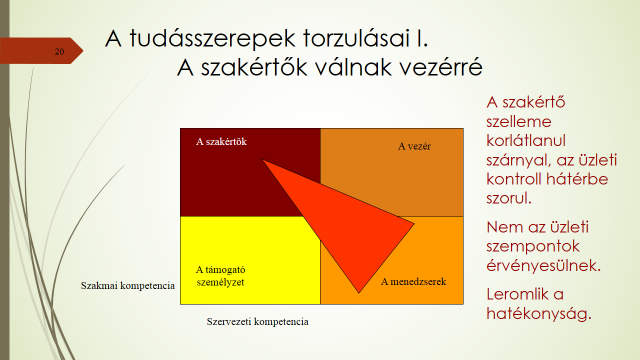 20
A tudásszerepek torzulásai I.
A szakértők válnak vezérré
A szakértők
A vezér
A támogató
személyzet
A menedzserek
Szakmai kompetencia
Szervezeti kompetencia
A szakértő
szelleme
korlátlanul
szárnyal, az üzleti
kontroll hátérbe
szorul.
Nem az üzleti
szempontok
érvényesülnek.
Leromlik a
hatékonyság.